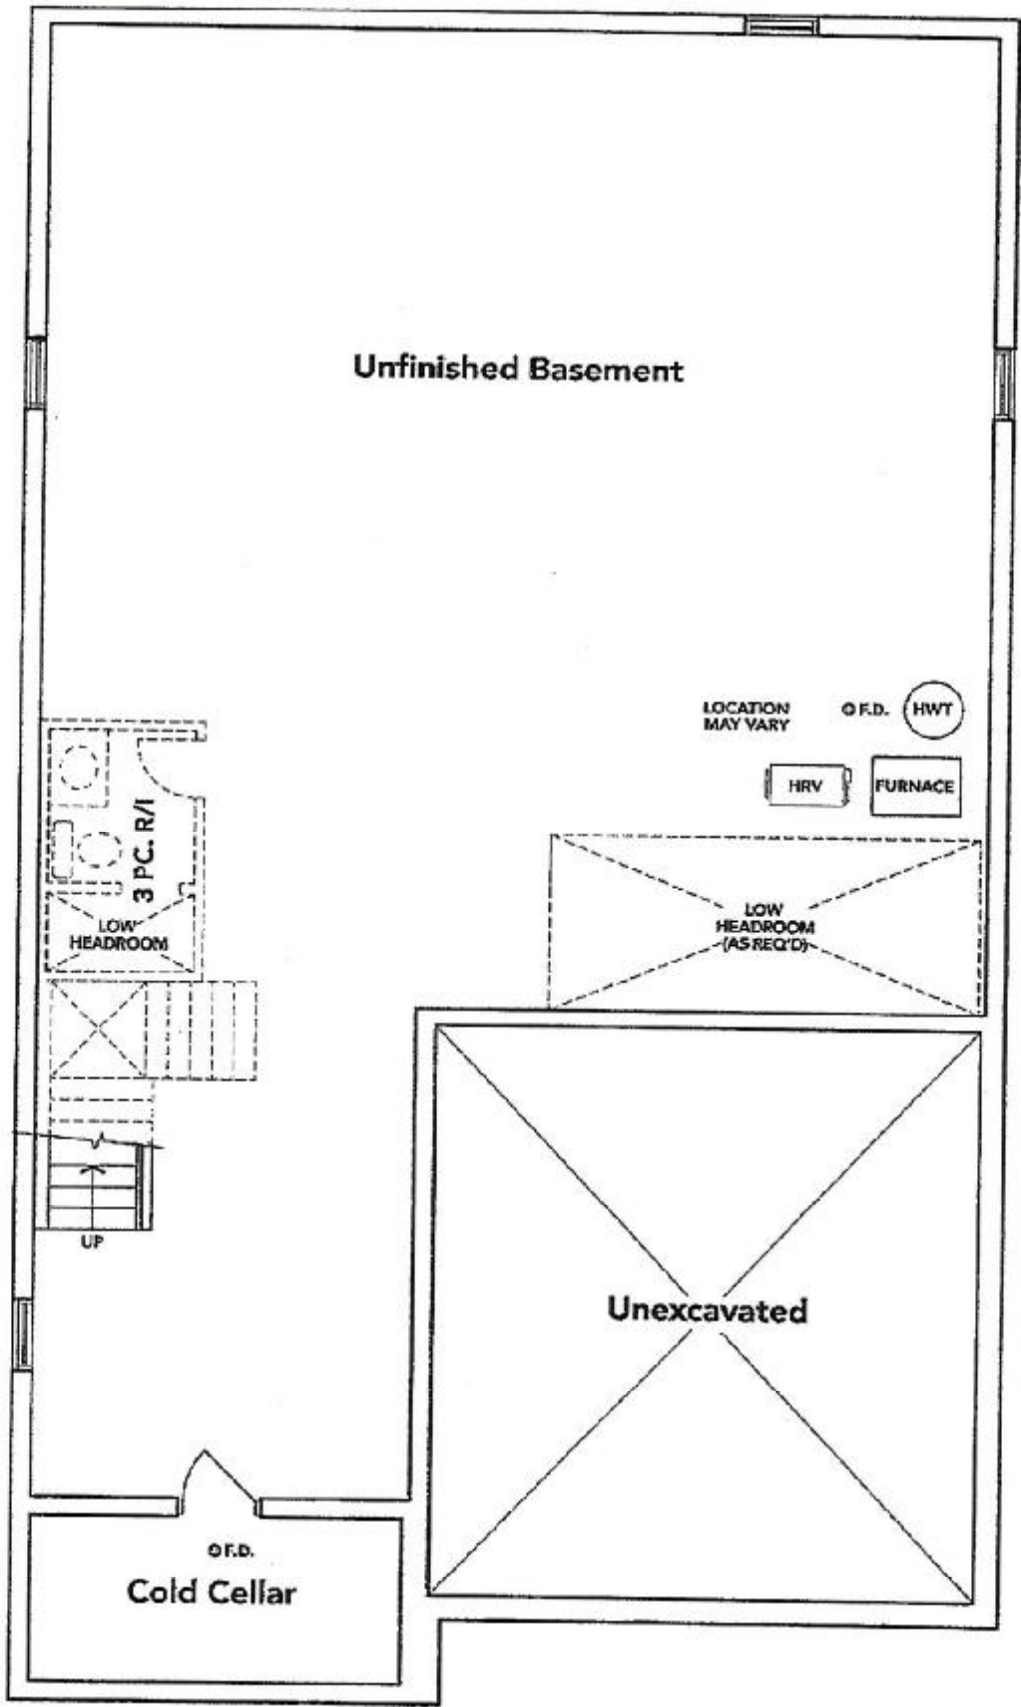 Unfinished Basement
LOCATION
MAY VARY
F.D.
HWT
HRV
FURNACE
3 PC. R/I
LOW
HEADROOM
LOW
HEADROOM
(AS REQ'D)
UP
Unexcavated
F.D.
Cold Cellar